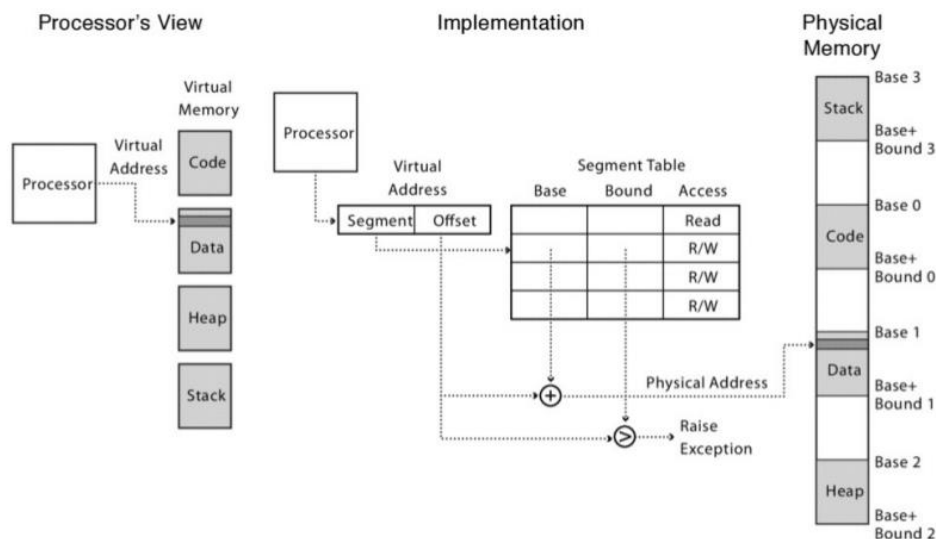 Processor's View
Implementation
Physical
Memory
Virtual
Memory
Virtual
Address
Processor
Code
Data
Heap
Stack
Processor
Virtual
Address
Segment Offset
Segment Table
Base Bound Access
Read
R/W
R/W
R/W
+
Physical Address
>
Raise
Exception
Base 3
Stack
Base+
Bound 3
Base 0
Code
Base+
Bound 0
Base 1
Data
Base+
Bound 1
Base 2
Heap
Base+
Bound 2